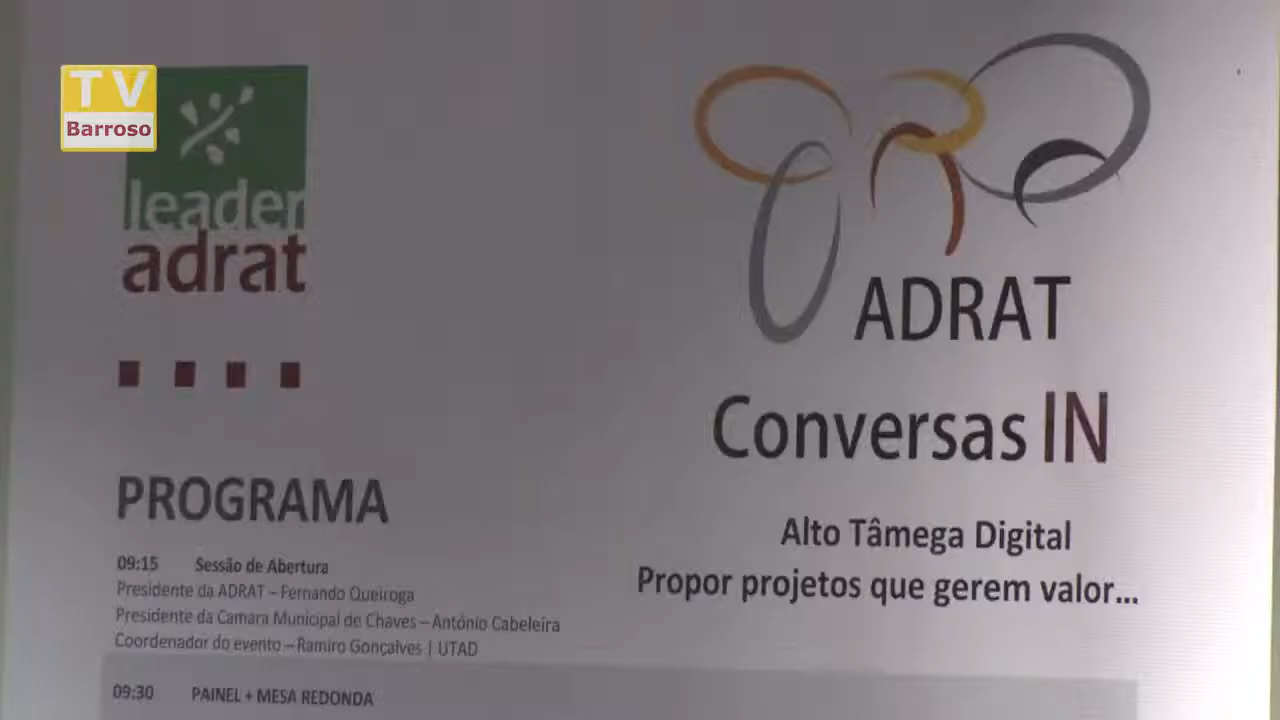 TV
Barroso
leader
adrat
ADRAT
Conversas IN
Alto Tâmega Digital
Propor projetos que gerem valor...
PROGRAMA
09:15 Sessão de Abertura
Presidente da ADRAT – Fernando Queiroga
Presidente da Camara Municipal de Chaves – António Cabeleira
Coordenador do evento – Ramiro Gonçalves | UTAD
09:30 PAINEL + MESA REDONDA